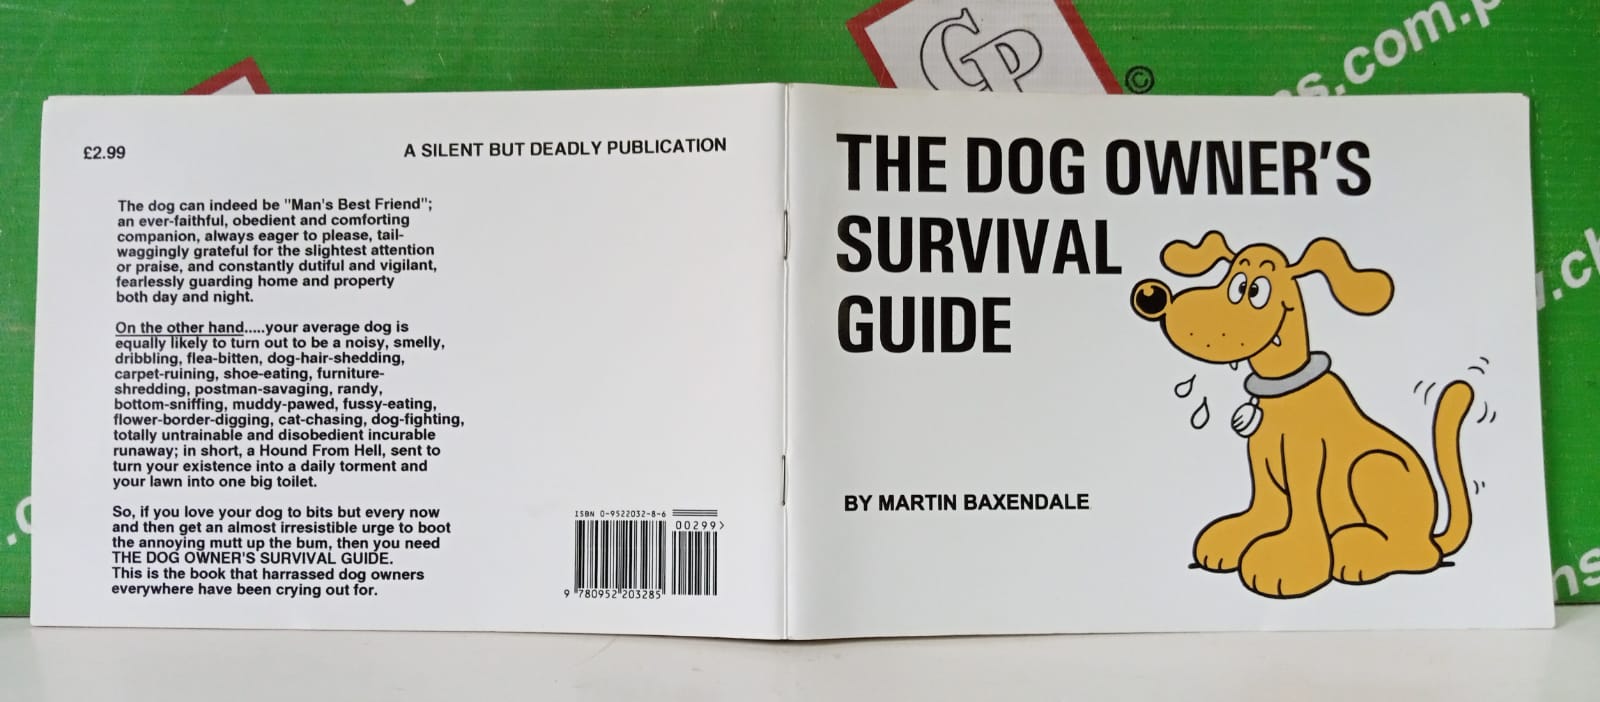 GP
©
ns.com.p
£2.99
A SILENT BUT DEADLY PUBLICATION
The dog can indeed be "Man's Best Friend";
an ever-faithful, obedient and comforting
companion, always eager to please, tail-
waggingly grateful for the slightest attention
or praise, and constantly dutiful and vigilant,
fearlessly guarding home and property
both day and night.
On the other hand.....your average dog is
equally likely to turn out to be a noisy, smelly,
dribbling, flea-bitten, dog-hair-shedding,
carpet-ruining, shoe-eating, furniture-
shredding, postman-savaging, randy,
bottom-sniffing, muddy-pawed, fussy-eating,
flower-border-digging, cat-chasing, dog-fighting,
totally untrainable and disobedient incurable
runaway; in short, a Hound From Hell, sent to
turn your existence into a daily torment and
your lawn into one big toilet.
So, if you love your dog to bits but every now
and then get an almost irresistible urge to boot
the annoying mutt up the bum, then you need
THE DOG OWNER'S SURVIVAL GUIDE.
This is the book that harrassed dog owners
everywhere have been crying out for.
ISBN 0-9522032-8-6
00299>
9 780952 203285
THE DOG OWNER'S
SURVIVAL
GUIDE
BY MARTIN BAXENDALE